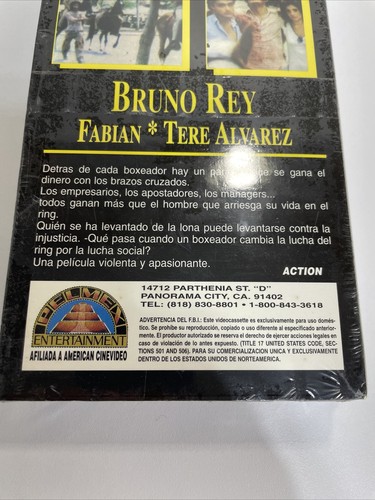 BRUNO REY
FABIAN * TERE ALVAREZ
Detras de cada boxeador hay un que se gana el
dinero con los brazos cruzados.
Los empresarios, los apostadores, los managers...
todos ganan más que el hombre que arriesga su vida en el
ring.
Quién se ha levantado de la lona puede levantarse contra la
injusticia. -Qué pasa cuando un boxeador cambia la lucha del
ring por la lucha social?
Una película violenta y apasionante.
ACTION
14712 PARTHENIA ST. "D"
PANORAMA CITY, CA. 91402
TEL: (818) 830-8801 • 1-800-843-3618
PELMEX
ENTERTAINMENT
AFILIADA A AMERICAN CINEVIDEO
ADVERTENCIA DEL F.B.I.: Este videocassette es exclusivamente para uso domés-
tico. Se prohibe su reproducción, copiado o uso diferente al especificado anterior-
mente. El productor autorizado se reserva el derecho de ejercer acciones legales en
caso de violación de lo antes expuesto. (TITLE 17 UNITED STATES CODE, SEC-
TIONS 501 AND 506). PARA SU COMERCIALIZACION UNICA Y EXCLUSIVAMENTE
DENTRO DE LOS ESTADOS UNIDOS DE NORTEAMERICA.